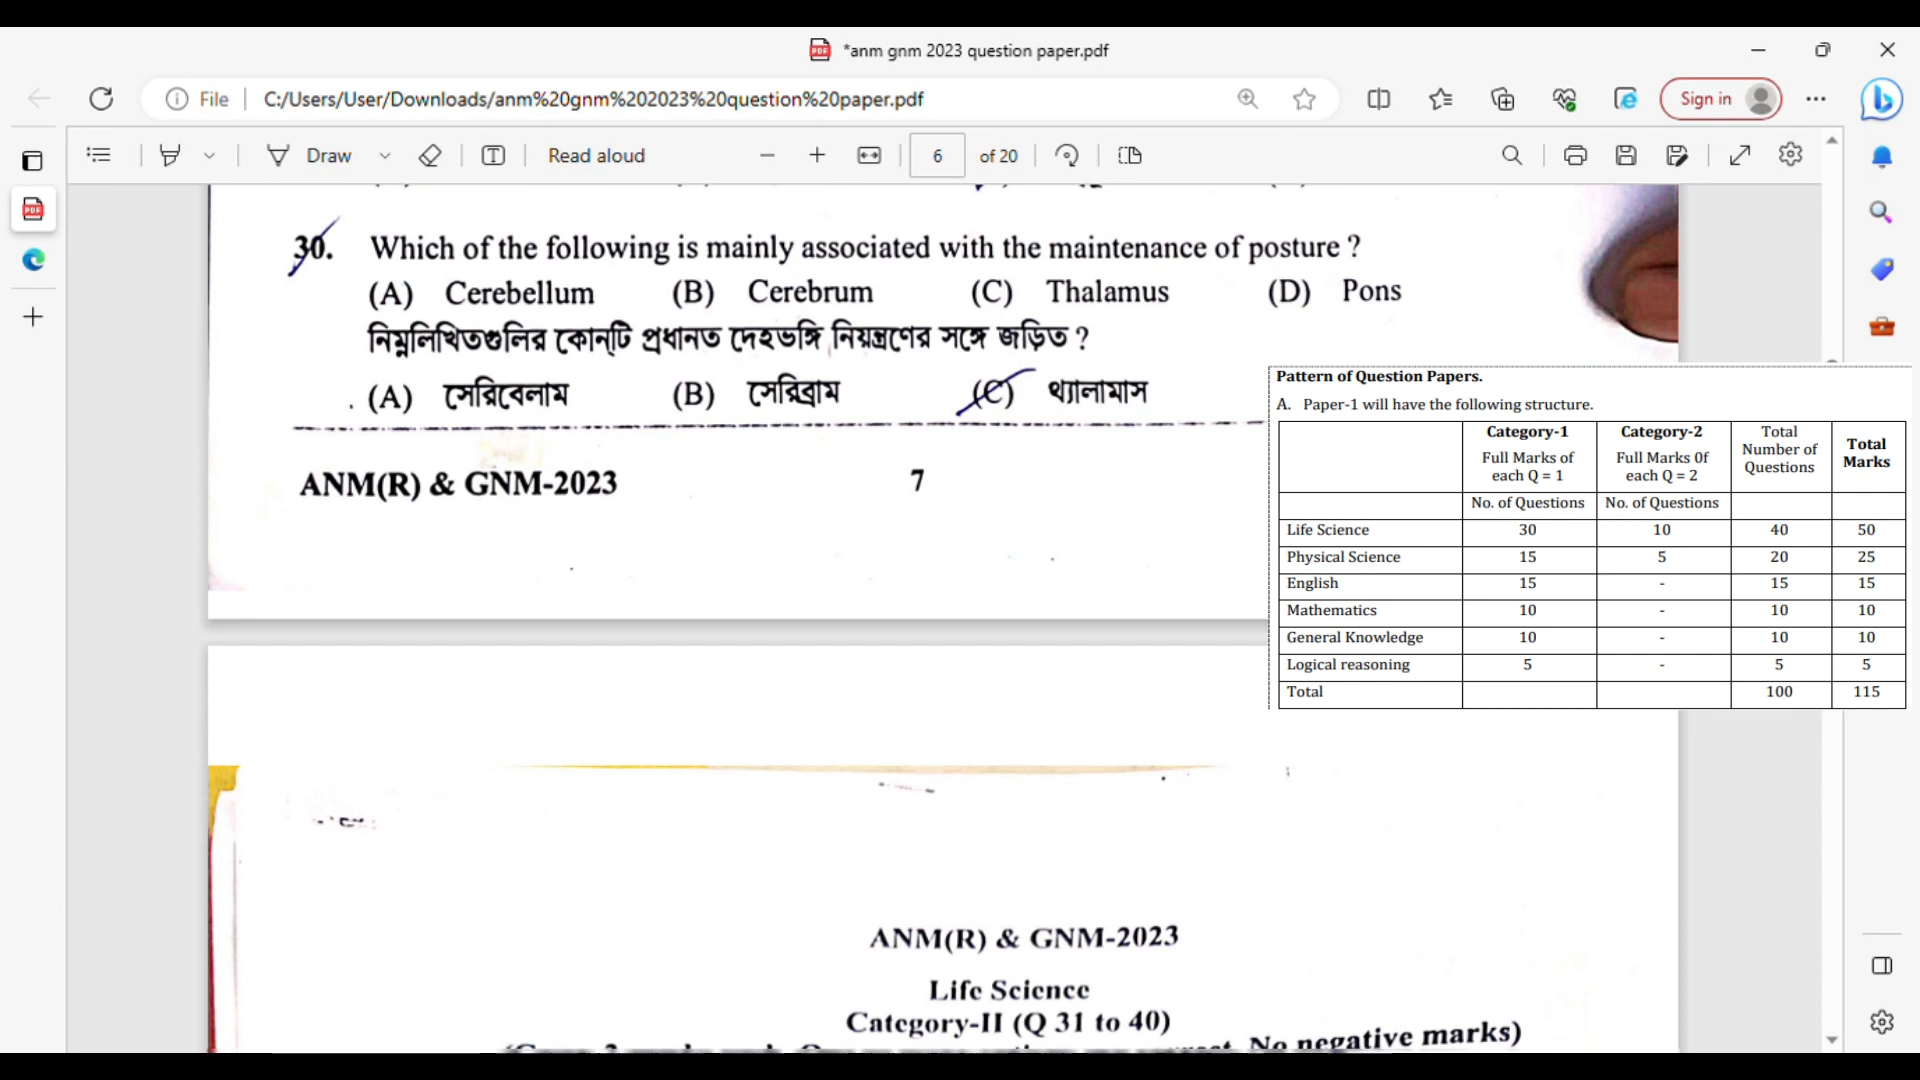 *anm gnm 2023 question paper.pdf
File C:/Users/User/Downloads/anm%20gnm%202023%20question%20paper.pdf
Sign in
Draw
Read aloud
6 of 20
30. Which of the following is mainly associated with the maintenance of posture ?
(A) Cerebellum (B) Cerebrum (C) Thalamus (D) Pons
নিম্নলিখিতগুলির কোন্‌টি প্রধানত দেহভঙ্গি নিয়ন্ত্রণের সঙ্গে জড়িত ?
(A) সেরিবেলাম (B) সেরিব্রাম (C) থ্যালামাস
ANM(R) & GNM-2023 7
Pattern of Question Papers.
A. Paper-1 will have the following structure.
Category-1 Full Marks of each Q = 1 Category-2 Full Marks 0f each Q = 2 Total Number of Questions Total Marks
No. of Questions No. of Questions
Life Science 30 10 40 50
Physical Science 15 5 20 25
English 15 - 15 15
Mathematics 10 - 10 10
General Knowledge 10 - 10 10
Logical reasoning 5 - 5 5
Total 100 115
ANM(R) & GNM-2023
Life Science
Category-II (Q 31 to 40)
No negative marks)